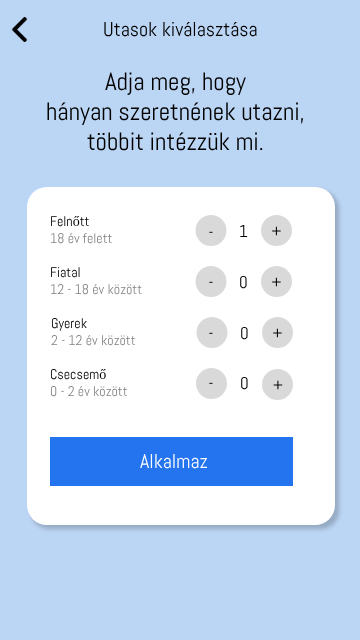 Utasok kiválasztása
Adja meg, hogy
hányan szeretnének utazni,
többit intézzük mi.
Felnőtt
18 év felett
- 1 +
Fiatal
12 - 18 év között
- 0 +
Gyerek
2 - 12 év között
- 0 +
Csecsemő
0 - 2 év között
- 0 +
Alkalmaz